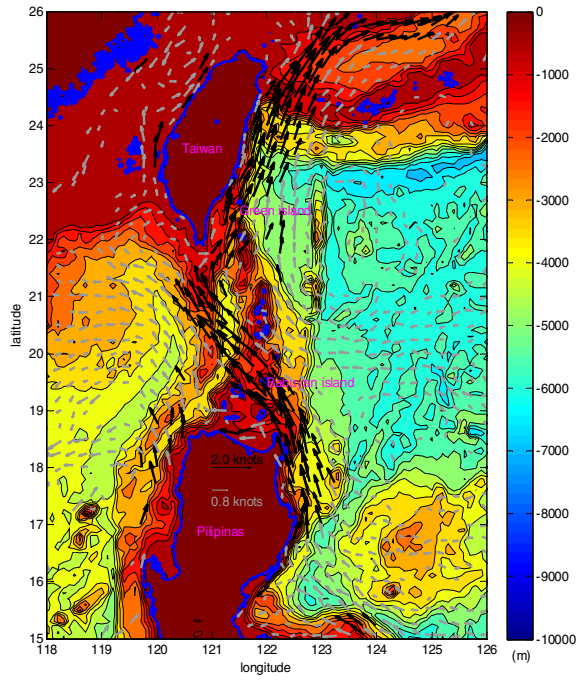 26
25
24
23
22
21
20
19
18
17
16
15
latitude
Taiwan
Green island
Babuyan island
2.0 knots
0.8 knots
Pilipinas
118 119 120 121 122 123 124 125 126
longitude
0
-1000
-2000
-3000
-4000
-5000
-6000
-7000
-8000
-9000
-10000
(m)